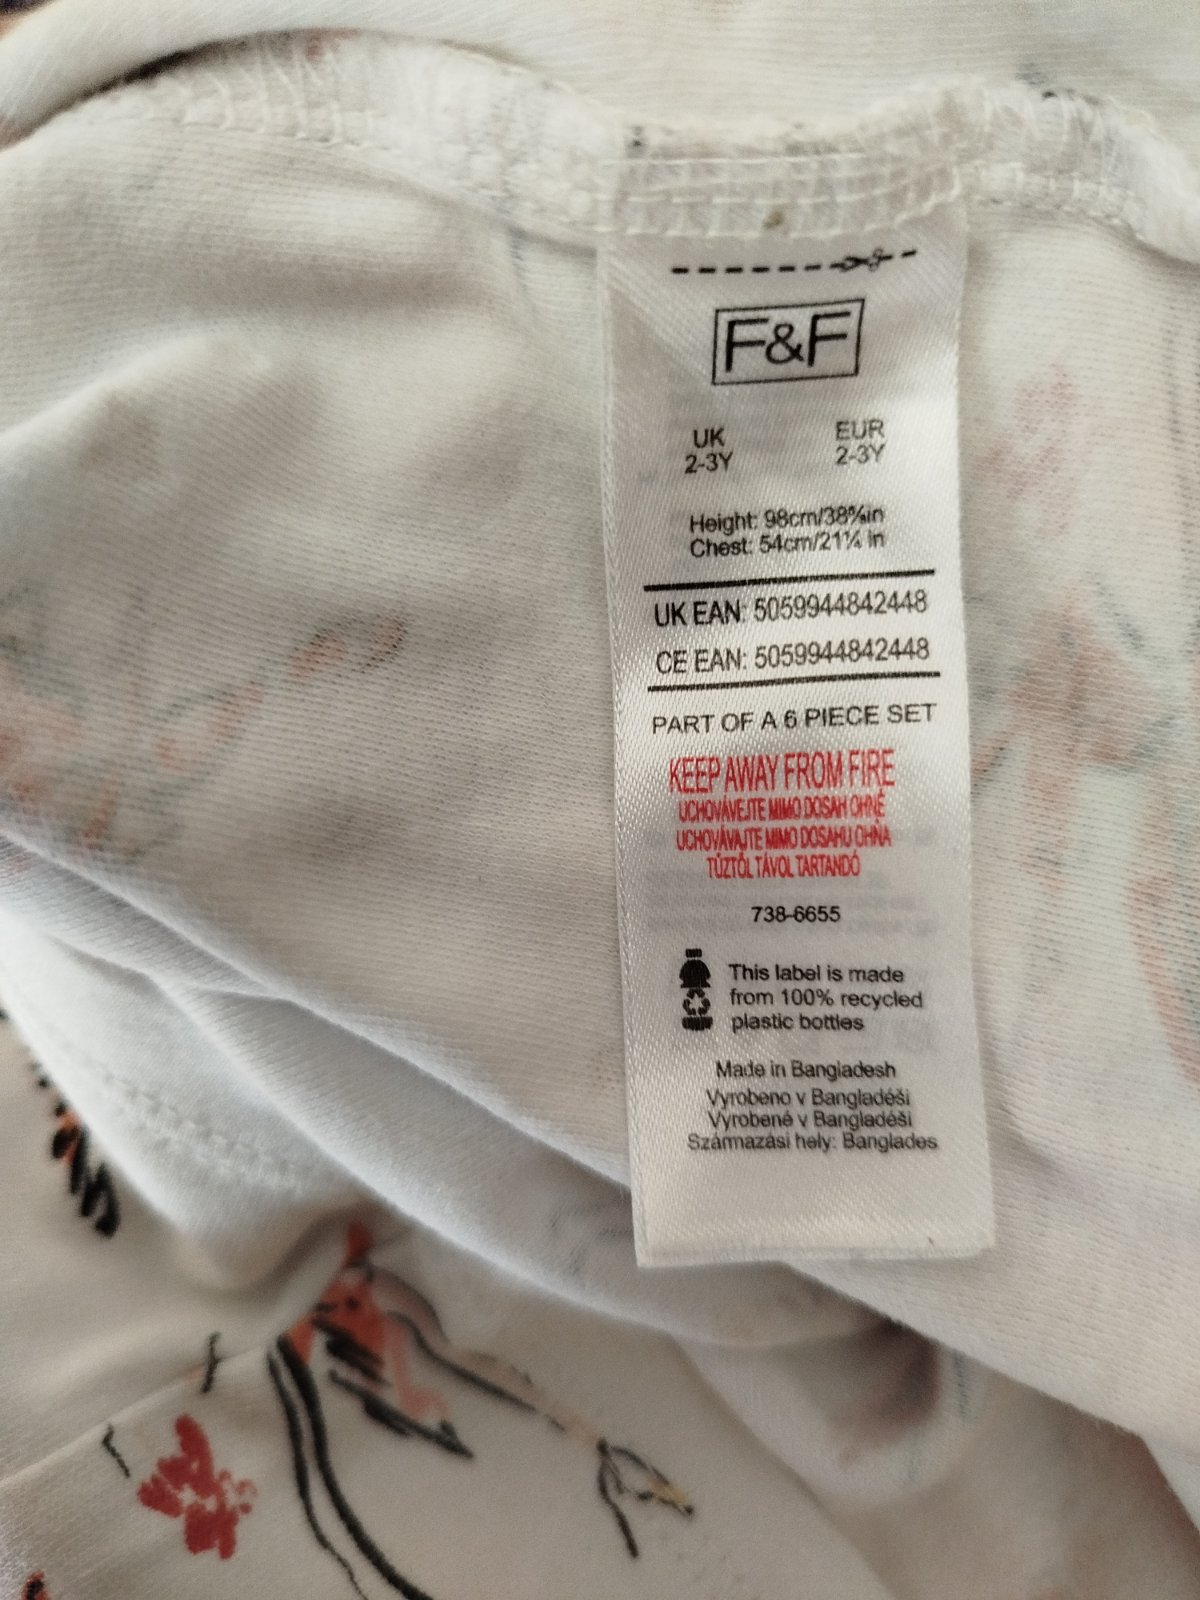 F&F
UK EUR
2-3Y 2-3Y
Height: 98cm/38⅝in
Chest: 54cm/21¼ in
UK EAN: 5059944842448
CE EAN: 5059944842448
PART OF A 6 PIECE SET
KEEP AWAY FROM FIRE
UCHOVÁVEJTE MIMO DOSAH OHNĚ
UCHOVÁVAJTE MIMO DOSAHU OHŇA
TŰZTŐL TÁVOL TARTANDÓ
738-6655
This label is made
from 100% recycled
plastic bottles
Made in Bangladesh
Vyrobeno v Bangladéši
Vyrobené v Bangladéši
Származási hely: Banglades